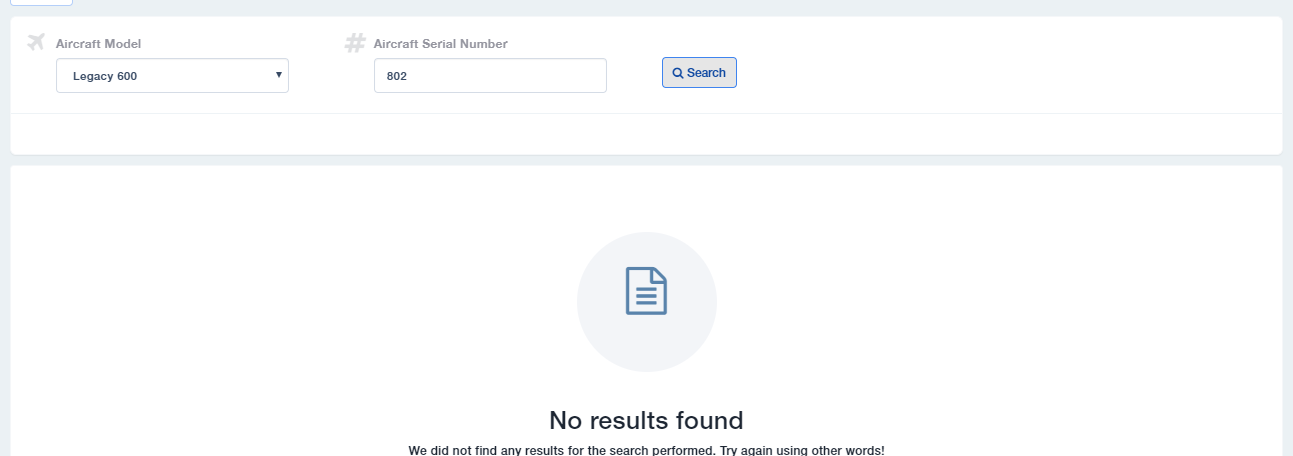 Aircraft Model
Aircraft Serial Number
Legacy 600
802
Search
No results found
We did not find any results for the search performed. Try again using other words!